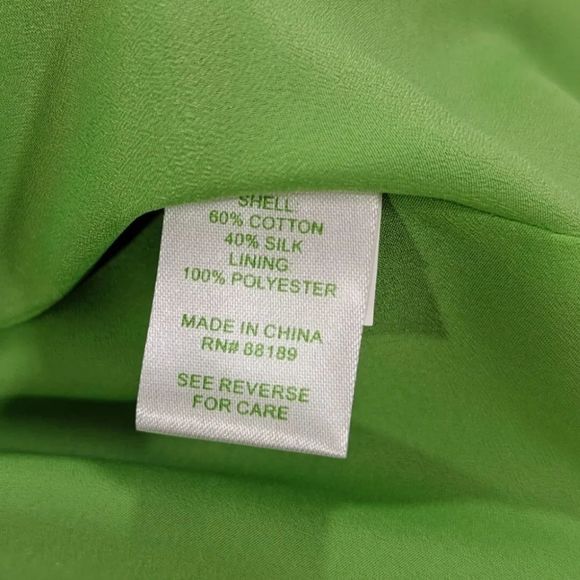 SHELL
60% COTTON
40% SILK
LINING
100% POLYESTER
MADE IN CHINA
RN# 88189
SEE REVERSE
FOR CARE